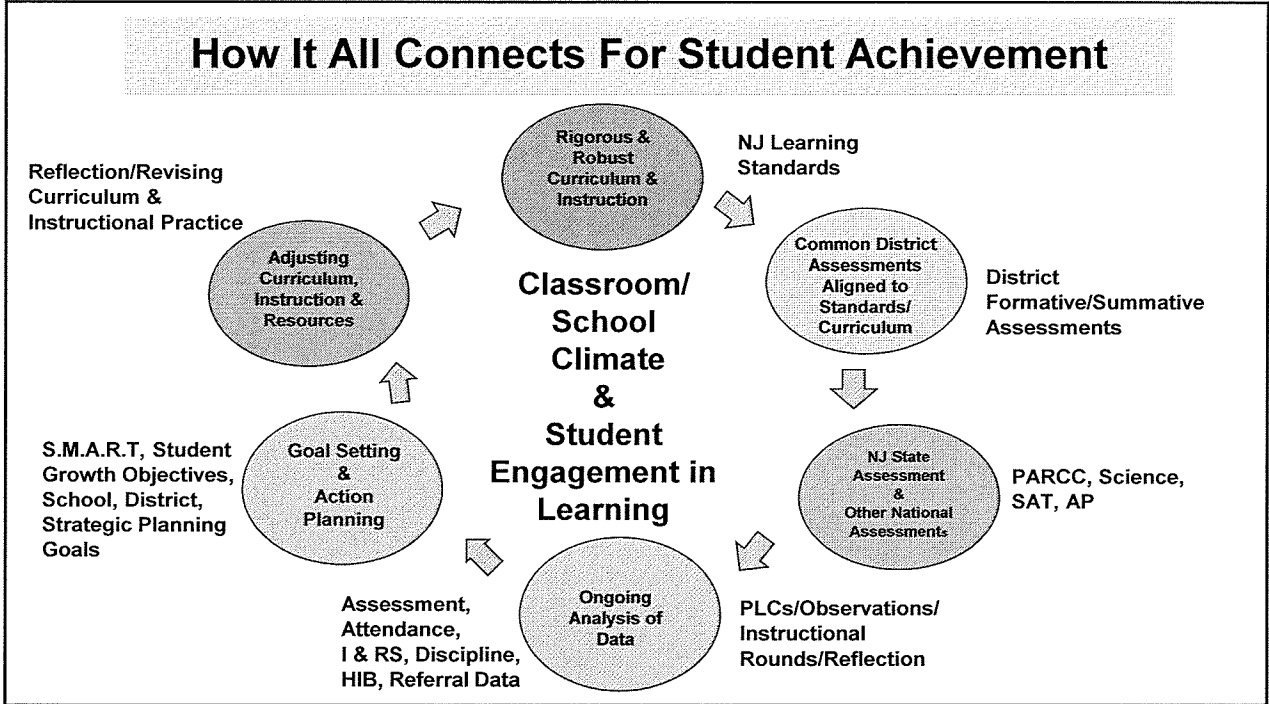 How It All Connects For Student Achievement
Rigorous &
Robust
Curriculum &
Instruction
NJ Learning
Standards
Common District
Assessments
Aligned to
Standards/
Curriculum
District
Formative/Summative
Assessments
NJ State
Assessment
&
Other National
Assessments
PARCC, Science,
SAT, AP
PLCs/Observations/
Instructional
Rounds/Reflection
Ongoing
Analysis of
Data
Assessment,
Attendance,
I & RS, Discipline,
HIB, Referral Data
Goal Setting
&
Action
Planning
S.M.A.R.T, Student
Growth Objectives,
School, District,
Strategic Planning
Goals
Adjusting
Curriculum,
Instruction &
Resources
Reflection/Revising
Curriculum &
Instructional Practice
Classroom/
School
Climate
&
Student
Engagement in
Learning